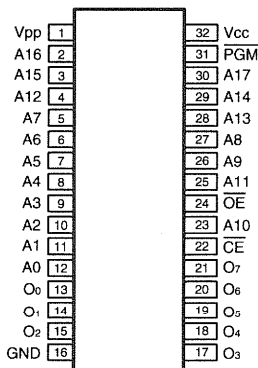 Vpp 1 32 Vcc
A16 2 31 P̅G̅M̅
A15 3 30 A17
A12 4 29 A14
A7 5 28 A13
A6 6 27 A8
A5 7 26 A9
A4 8 25 A11
A3 9 24 O̅E̅
A2 10 23 A10
A1 11 22 C̅E̅
A0 12 21 O₇
O₀ 13 20 O₆
O₁ 14 19 O₅
O₂ 15 18 O₄
GND 16 17 O₃